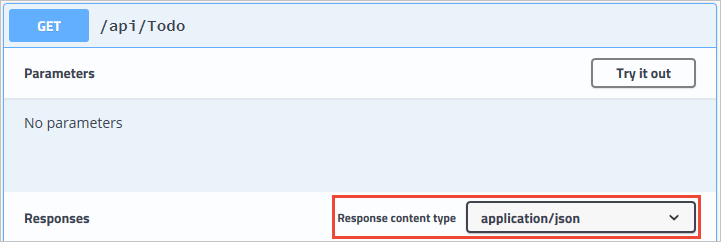 GET /api/Todo
Parameters Try it out
No parameters
Responses Response content type application/json